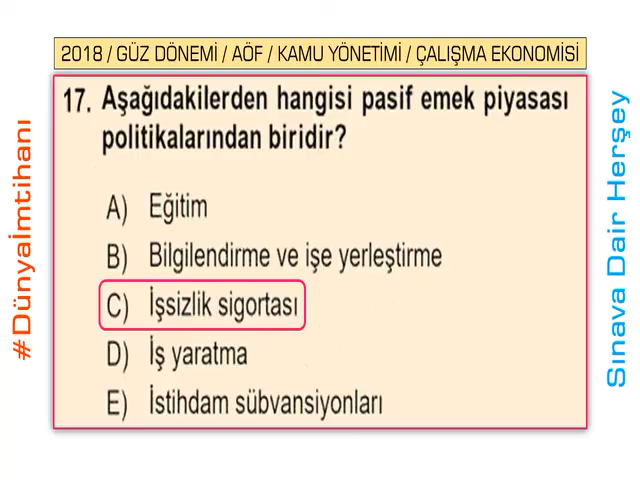 2018 / GÜZ DÖNEMİ / AÖF / KAMU YÖNETİMİ / ÇALIŞMA EKONOMİSİ
#Dünyaİmtihanı
17. Aşağıdakilerden hangisi pasif emek piyasası
politikalarından biridir?
A) Eğitim
B) Bilgilendirme ve işe yerleştirme
C) İşsizlik sigortası
D) İş yaratma
E) İstihdam sübvansiyonları
Sınava Dair Herşey